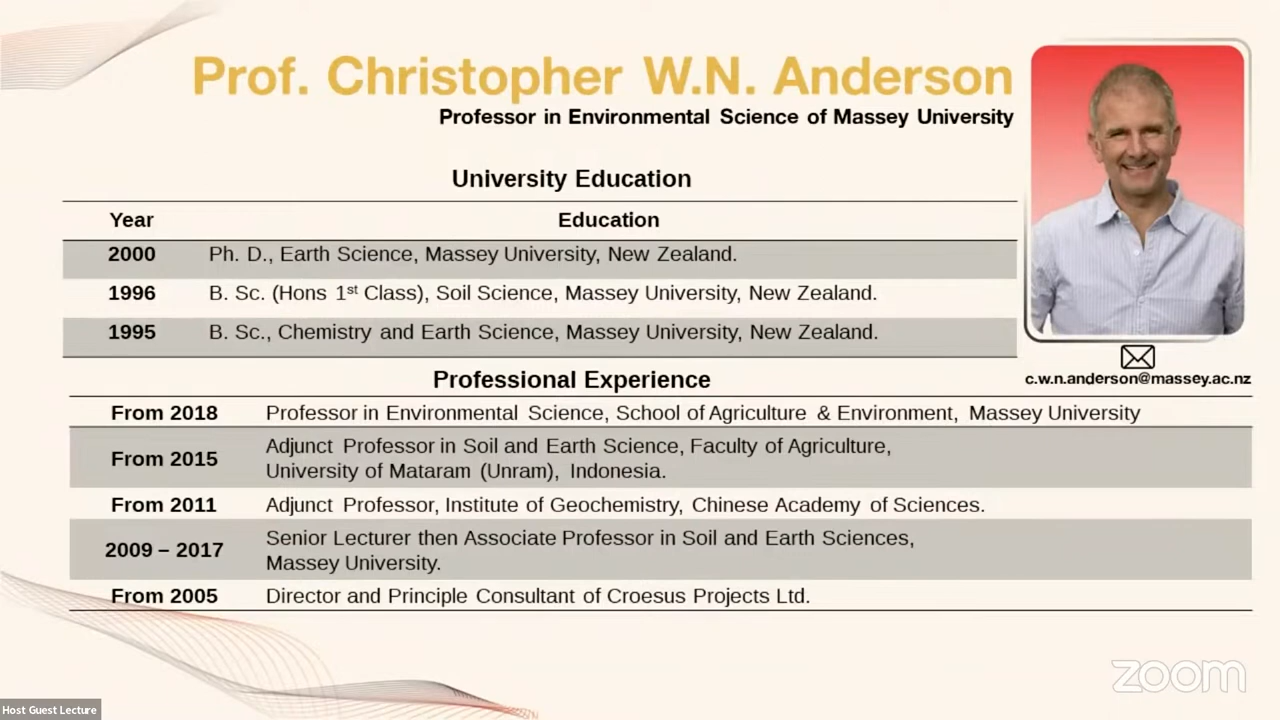 Prof. Christopher W.N. Anderson
Professor in Environmental Science of Massey University
University Education
Year Education
2000 Ph. D., Earth Science, Massey University, New Zealand.
1996 B. Sc. (Hons 1st Class), Soil Science, Massey University, New Zealand.
1995 B. Sc., Chemistry and Earth Science, Massey University, New Zealand.
c.w.n.anderson@massey.ac.nz
Professional Experience
From 2018 Professor in Environmental Science, School of Agriculture & Environment, Massey University
From 2015 Adjunct Professor in Soil and Earth Science, Faculty of Agriculture,
University of Mataram (Unram), Indonesia.
From 2011 Adjunct Professor, Institute of Geochemistry, Chinese Academy of Sciences.
2009 – 2017 Senior Lecturer then Associate Professor in Soil and Earth Sciences,
Massey University.
From 2005 Director and Principle Consultant of Croesus Projects Ltd.
zoom
Host Guest Lecture